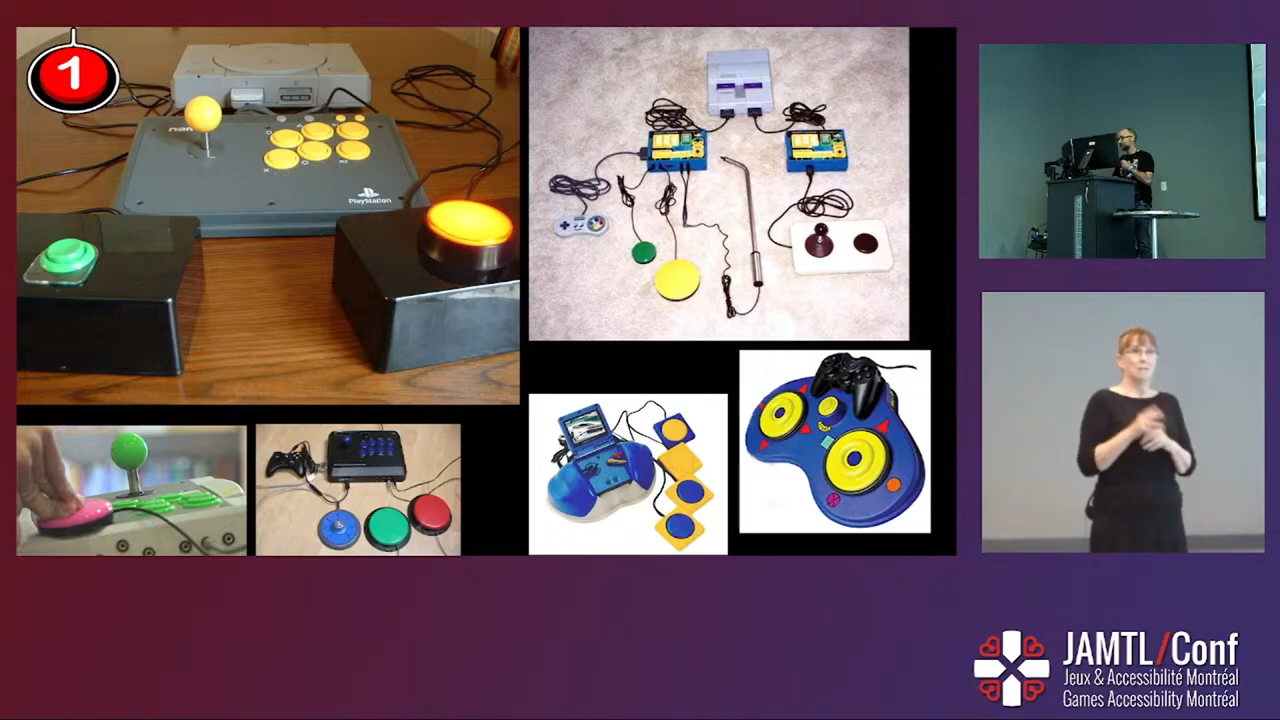 1
PlayStation
JAMTL/Conf
Jeux & Accessibilité Montréal
Games Accessibility Montréal